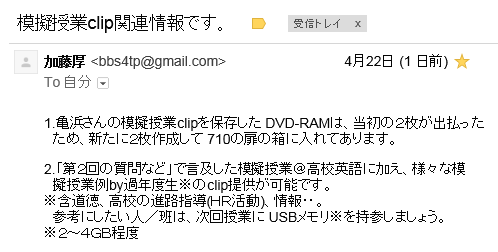 模擬授業clip関連情報です。
受信トレイ x
加藤厚 <bbs4tp@gmail.com>
4月22日 (1 日前)
To 自分
1.亀浜さんの模擬授業clipを保存した DVD-RAMは、当初の２枚が出払った
ため、新たに２枚作成して 710の扉の箱に入れてあります。
2.「第２回の質問など」で言及した模擬授業＠高校英語に加え、様々な模
擬授業例by過年度生※のclip提供が可能です。
※含道徳、高校の進路指導(HR活動)、情報・・。
参考にしたい人／班は、次回授業に USBメモリ※を持参しましょう。
※２～４GB程度